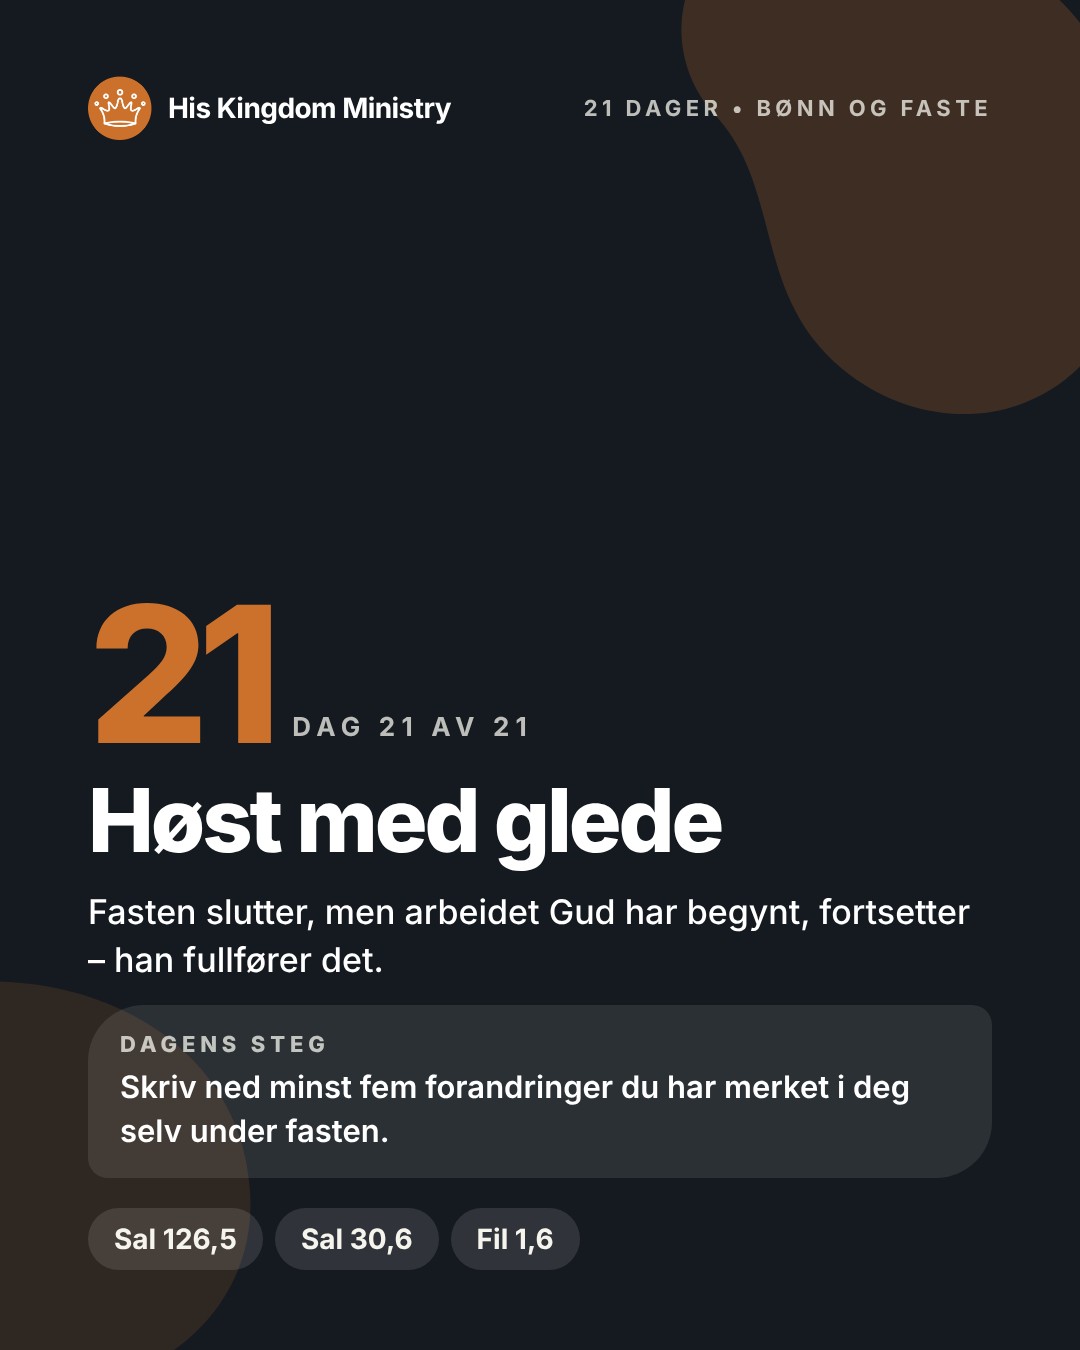 His Kingdom Ministry
21 DAGER • BØNN OG FASTE
21
DAG 21 AV 21
Høst med glede
Fasten slutter, men arbeidet Gud har begynt, fortsetter
– han fullfører det.
DAGENS STEG
Skriv ned minst fem forandringer du har merket i deg
selv under fasten.
Sal 126,5
Sal 30,6
Fil 1,6